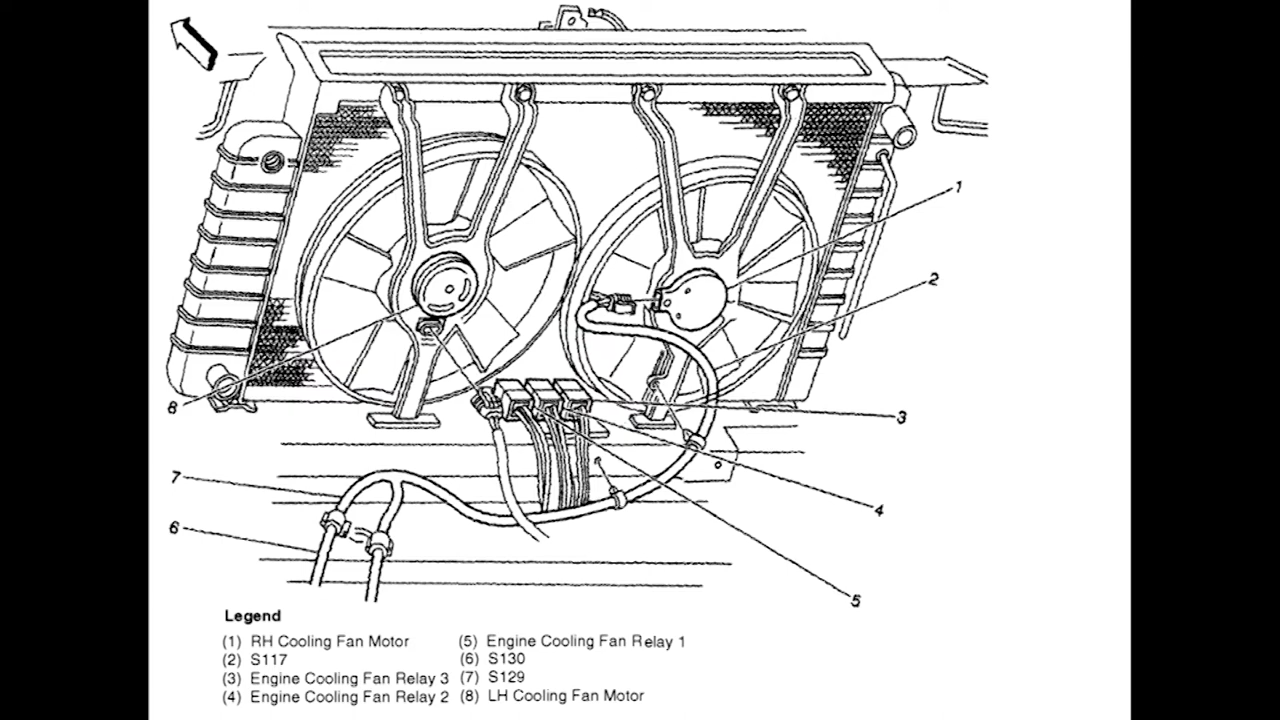 1
2
8
3
7
4
6
5
Legend
(1) RH Cooling Fan Motor (5) Engine Cooling Fan Relay 1
(2) S117 (6) S130
(3) Engine Cooling Fan Relay 3 (7) S129
(4) Engine Cooling Fan Relay 2 (8) LH Cooling Fan Motor